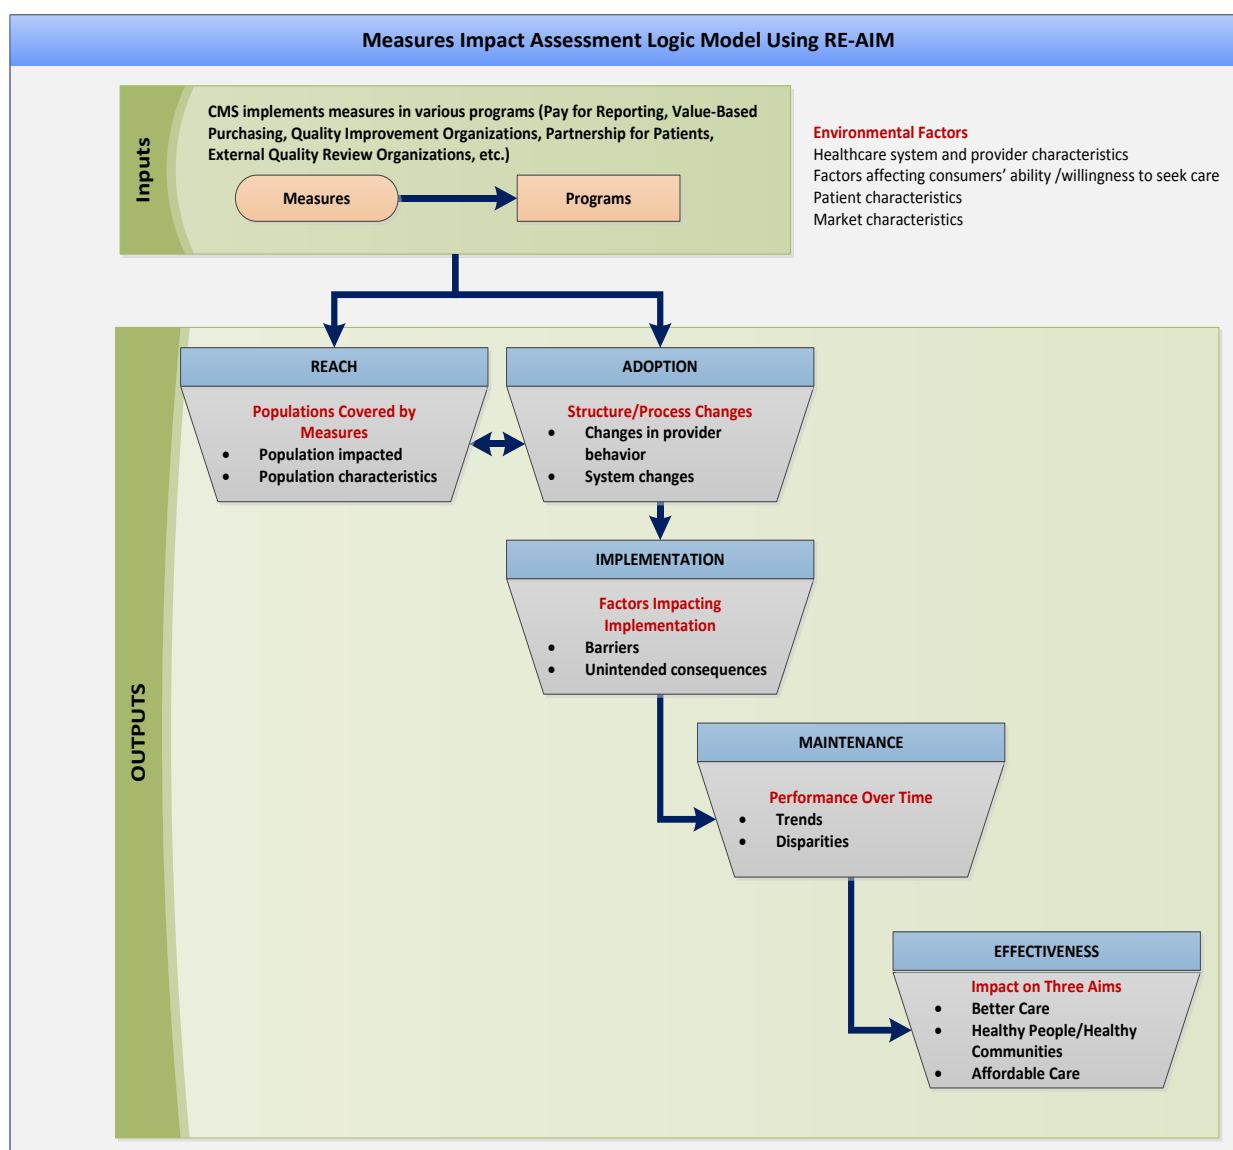 Measures Impact Assessment Logic Model Using RE-AIM
Inputs
CMS implements measures in various programs (Pay for Reporting, Value-Based
Purchasing, Quality Improvement Organizations, Partnership for Patients,
External Quality Review Organizations, etc.)
Measures
Programs
Environmental Factors
Healthcare system and provider characteristics
Factors affecting consumers’ ability /willingness to seek care
Patient characteristics
Market characteristics
OUTPUTS
REACH
Populations Covered by
Measures
• Population impacted
• Population characteristics
ADOPTION
Structure/Process Changes
• Changes in provider
behavior
• System changes
IMPLEMENTATION
Factors Impacting
Implementation
• Barriers
• Unintended consequences
MAINTENANCE
Performance Over Time
• Trends
• Disparities
EFFECTIVENESS
Impact on Three Aims
• Better Care
• Healthy People/Healthy
Communities
• Affordable Care